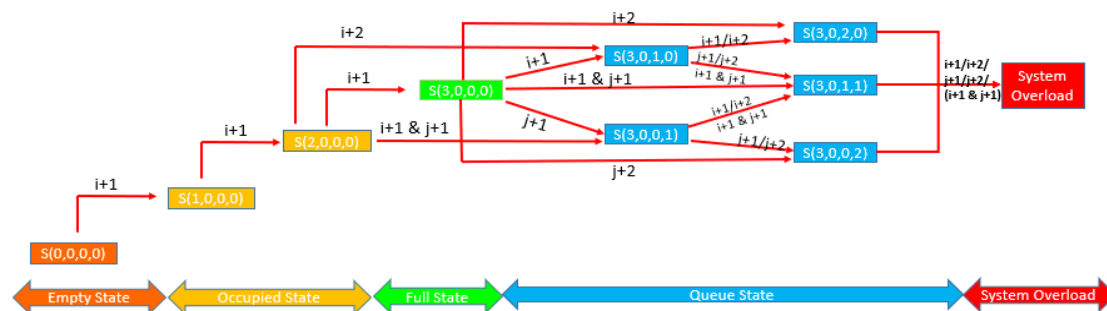 i+2
S(3,0,2,0)
i+2
i+1/i+2
S(3,0,1,0)
j+1/j+2
i+1
i+1 & j+1
i+1
S(3,0,0,0)
i+1 & j+1
S(3,0,1,1)
i+1/i+2/
j+1/j+2/
(i+1 & j+1)
System
Overload
i+1/i+2
i+1 & j+1
j+1
i+1
S(2,0,0,0)
i+1 & j+1
S(3,0,0,1)
j+1/j+2
S(3,0,0,2)
j+2
i+1
S(1,0,0,0)
S(0,0,0,0)
Empty State
Occupied State
Full State
Queue State
System Overload